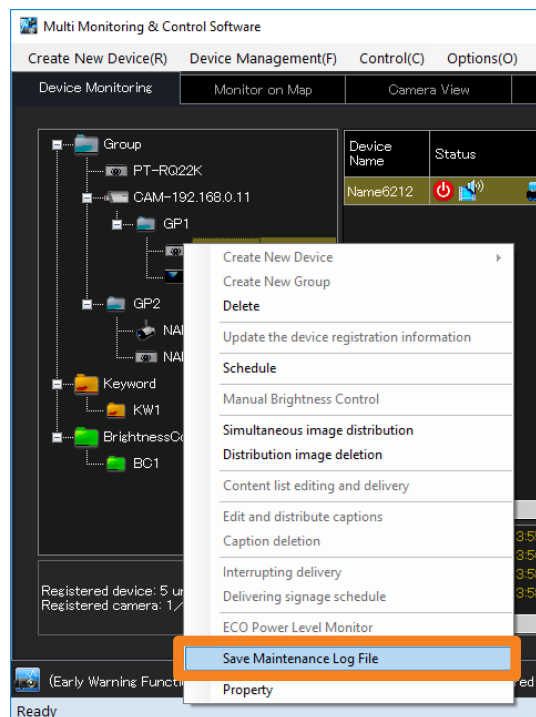 Multi Monitoring & Control Software
Create New Device(R) Device Management(F) Control(C) Options(O)
Device Monitoring Monitor on Map Camera View
Group
PT-RQ22K
CAM-192.168.0.11
GP1
GP2
NA
NA
Keyword
KW1
BrightnessCo
BC1
Device Name Status
Name6212
Create New Device
Create New Group
Delete
Update the device registration information
Schedule
Manual Brightness Control
Simultaneous image distribution
Distribution image deletion
Content list editing and delivery
Edit and distribute captions
Caption deletion
Interrupting delivery
Delivering signage schedule
ECO Power Level Monitor
Save Maintenance Log File
Property
Registered device: 5 u
Registered camera: 1/
(Early Warning Functi
ed
Ready